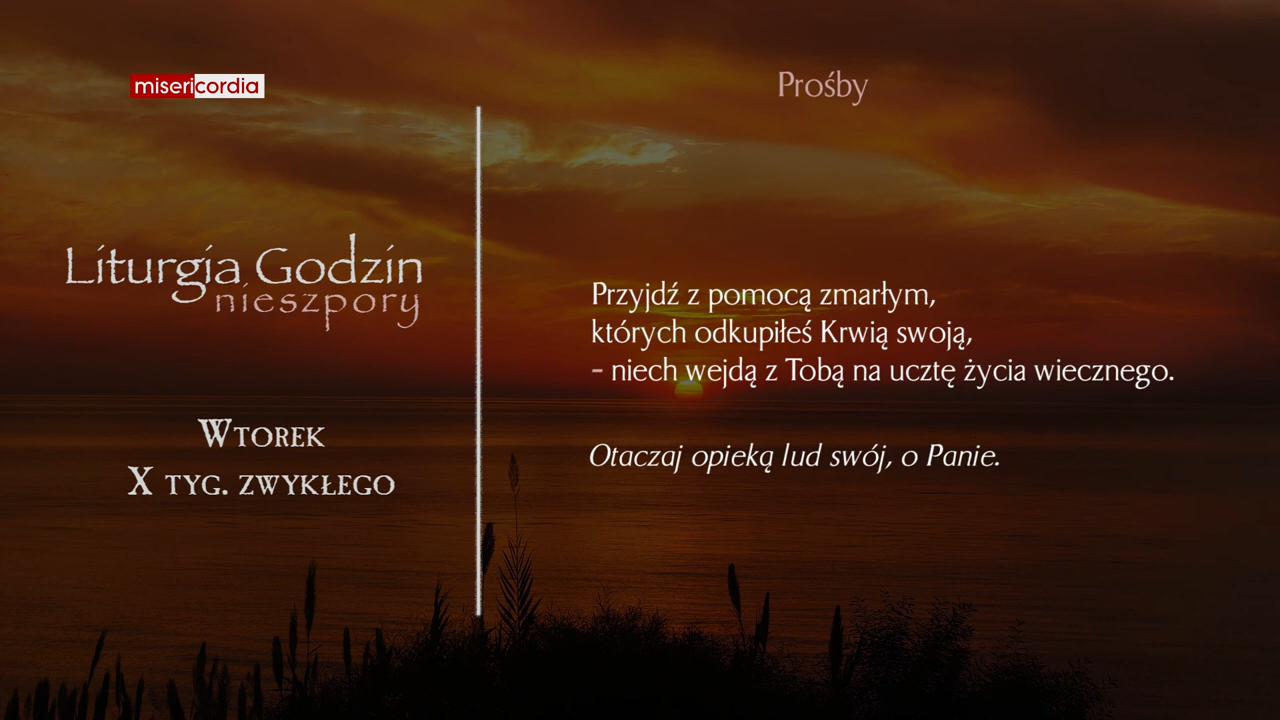 misericordia
Prośby
Liturgia Godzin
nieszpory
Przyjdź z pomocą zmarłym,
których odkupiłeś Krwią swoją,
- niech wejdą z Tobą na ucztę życia wiecznego.
Wtorek
X tyg. zwykłego
Otaczaj opieką lud swój, o Panie.